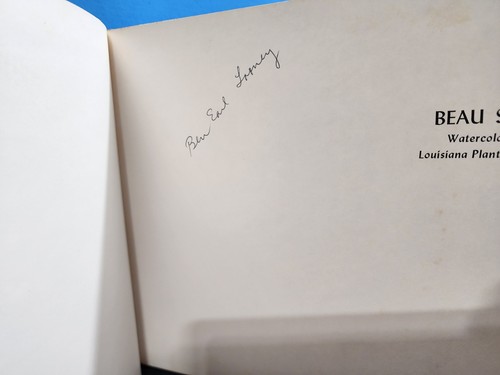 Ben Earl Looney
BEAU S
Watercolo
Louisiana Plant